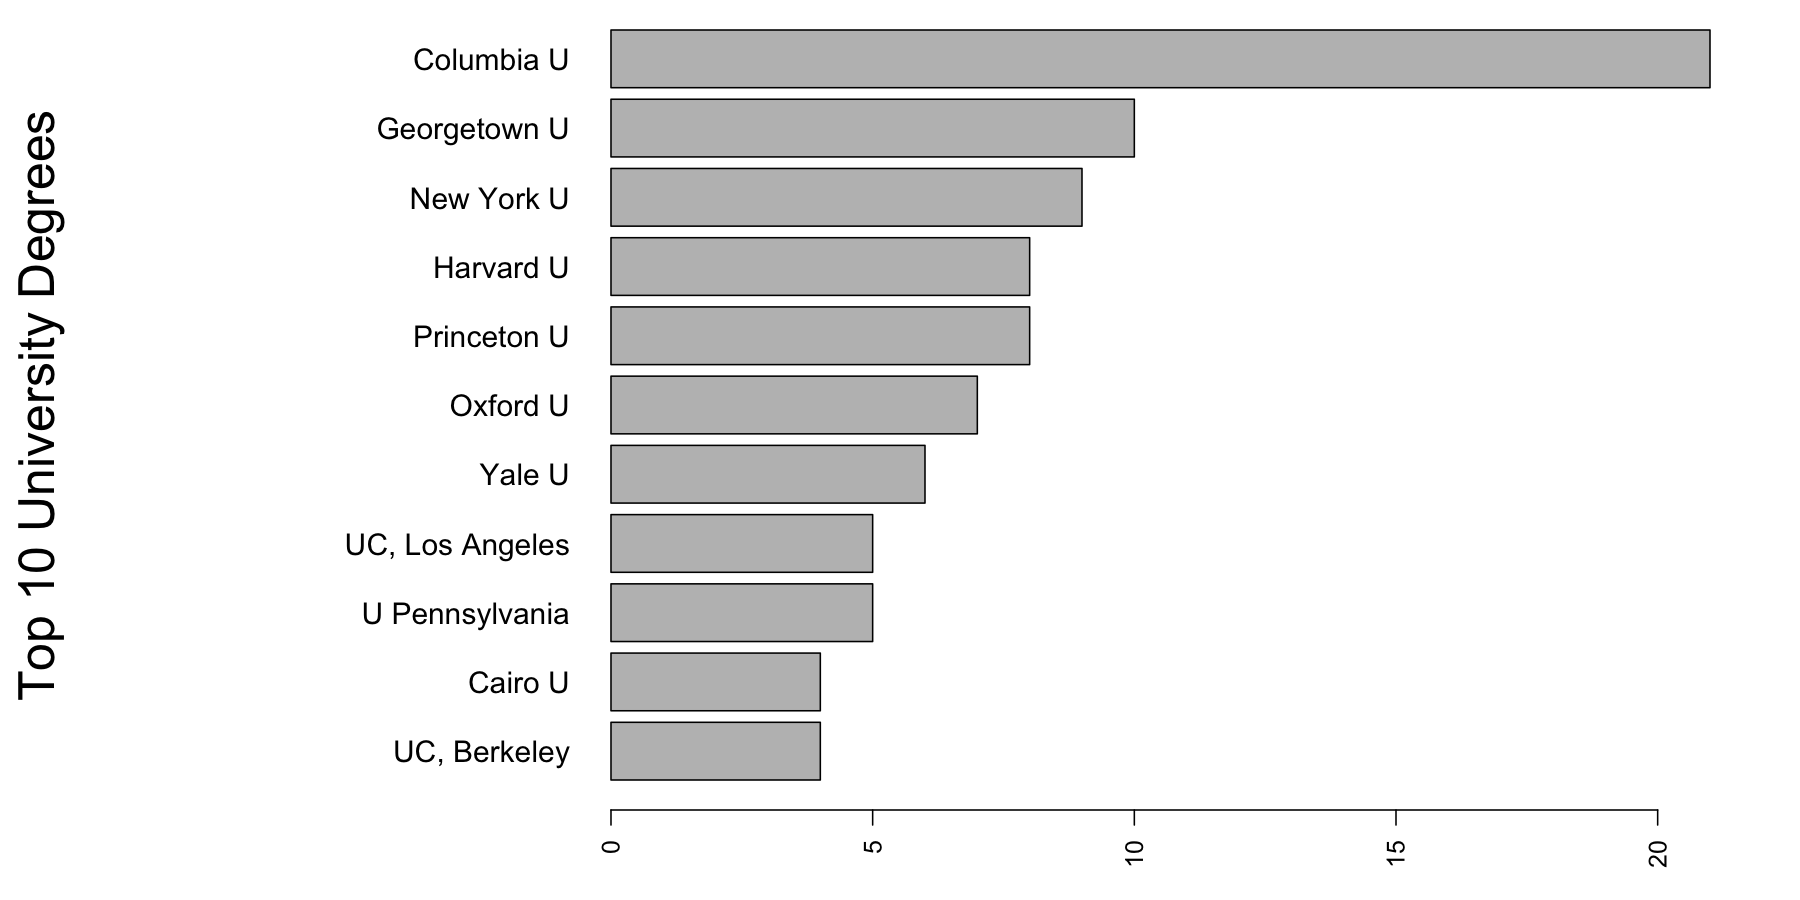 Top 10 University Degrees
Columbia U
Georgetown U
New York U
Harvard U
Princeton U
Oxford U
Yale U
UC, Los Angeles
U Pennsylvania
Cairo U
UC, Berkeley
0 5 10 15 20